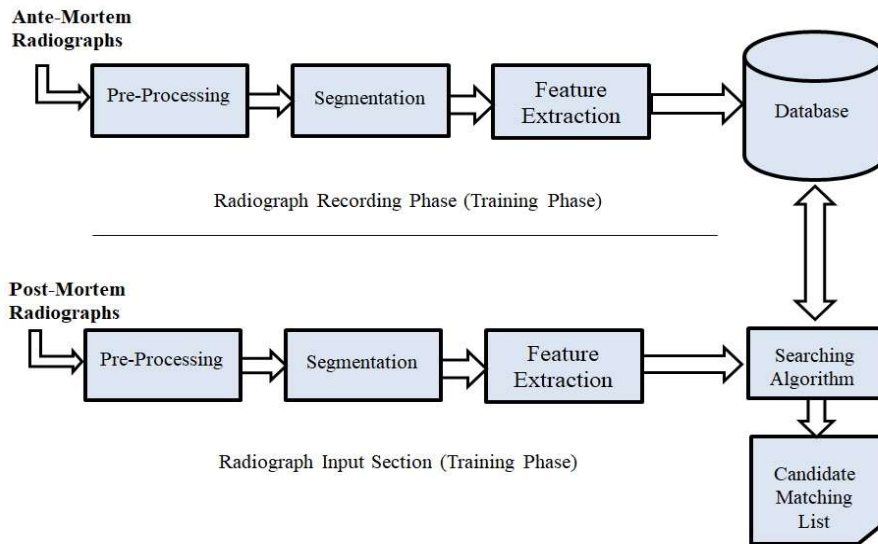 Ante-Mortem
Radiographs
Pre-Processing
Segmentation
Feature
Extraction
Database
Radiograph Recording Phase (Training Phase)
Post-Mortem
Radiographs
Pre-Processing
Segmentation
Feature
Extraction
Searching
Algorithm
Radiograph Input Section (Training Phase)
Candidate
Matching
List